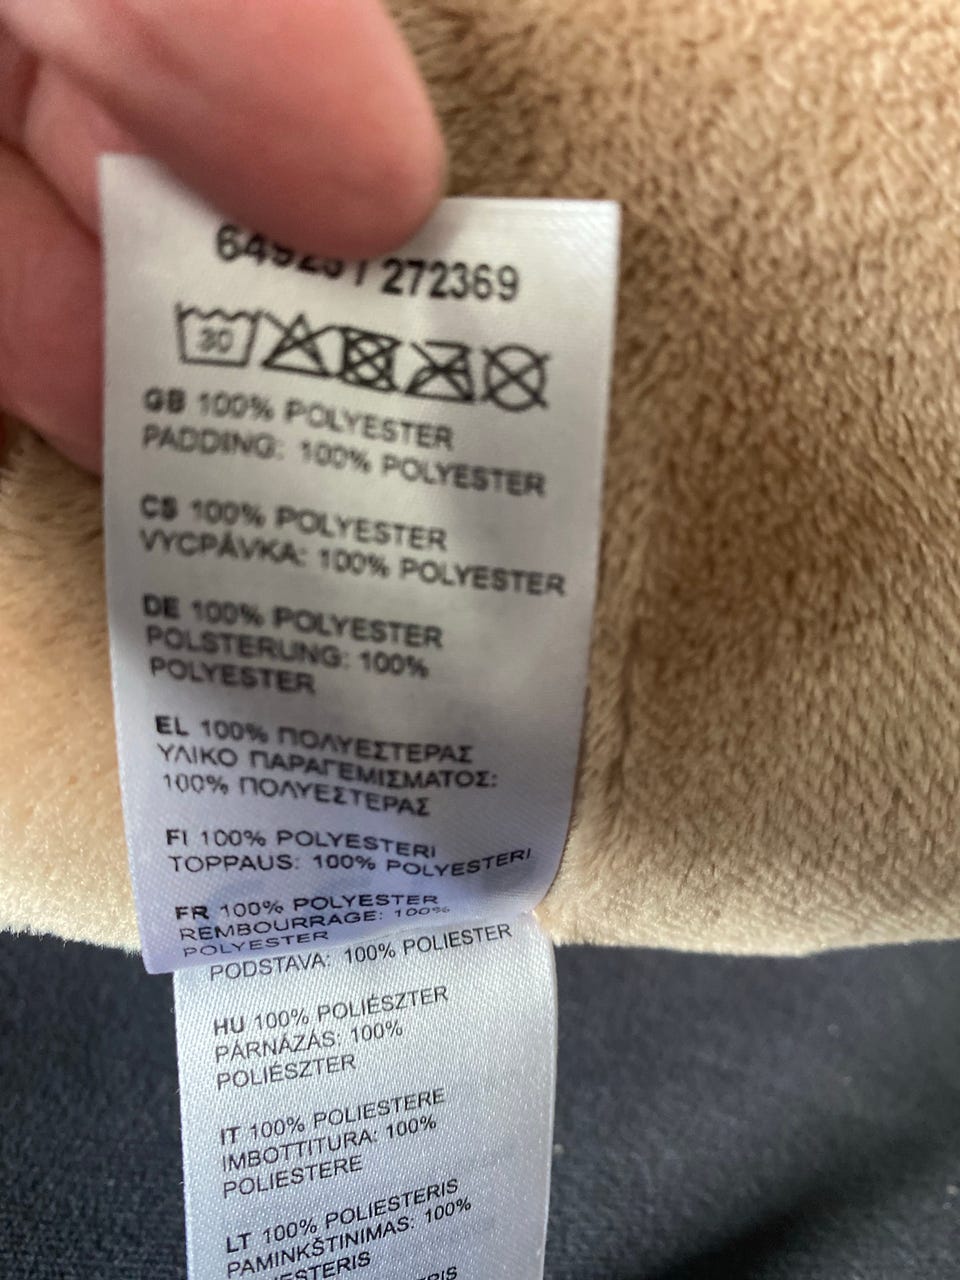 272369
30
GB 100% POLYESTER
PADDING: 100% POLYESTER
CS 100% POLYESTER
VYCPÁVKA: 100% POLYESTER
DE 100% POLYESTER
POLSTERUNG: 100%
POLYESTER
EL 100% ΠΟΛΥΕΣΤΕΡΑΣ
ΥΛΙΚΟ ΠΑΡΑΓΕΜΙΣΜΑΤΟΣ:
100% ΠΟΛΥΕΣΤΕΡΑΣ
FI 100% POLYESTERI
TOPPAUS: 100% POLYESTERI
FR 100% POLYESTER
REMBOURRAGE: 100%
POLYESTER
PODSTAVA: 100% POLIESTER
HU 100% POLIÉSZTER
PÁRNÁZÁS: 100%
POLIÉSZTER
IT 100% POLIESTERE
IMBOTTITURA: 100%
POLIESTERE
LT 100% POLIESTERIS
PAMINKŠTINIMAS: 100%